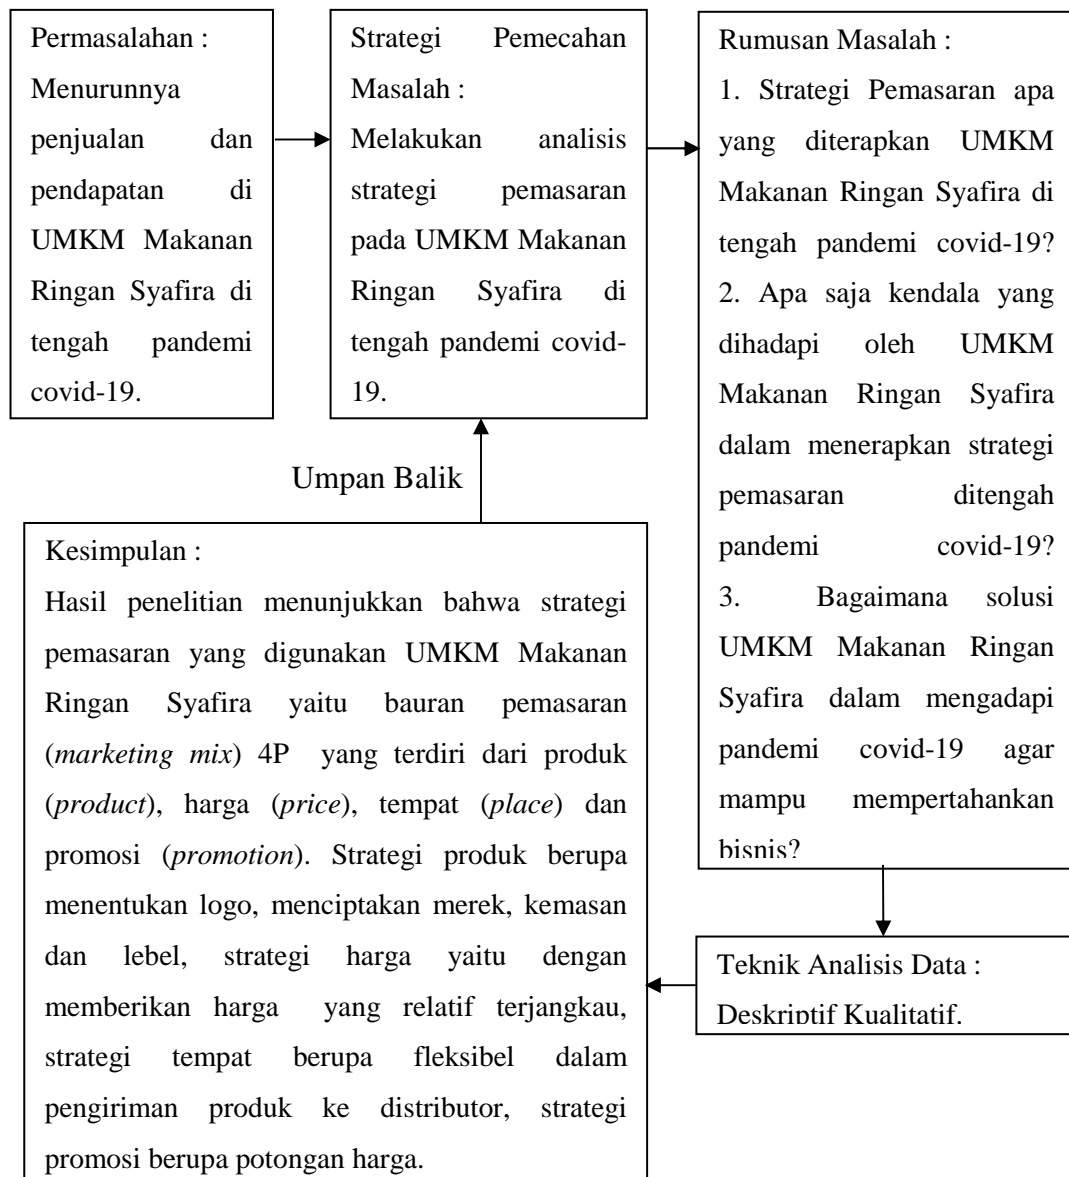 Permasalahan :
Menurunnya
penjualan dan
pendapatan di
UMKM Makanan
Ringan Syafira di
tengah pandemi
covid-19.
Strategi Pemecahan
Masalah :
Melakukan analisis
strategi pemasaran
pada UMKM Makanan
Ringan Syafira di
tengah pandemi covid-
19.
Rumusan Masalah :
1. Strategi Pemasaran apa
yang diterapkan UMKM
Makanan Ringan Syafira di
tengah pandemi covid-19?
2. Apa saja kendala yang
dihadapi oleh UMKM
Makanan Ringan Syafira
dalam menerapkan strategi
pemasaran ditengah
pandemi covid-19?
3. Bagaimana solusi
UMKM Makanan Ringan
Syafira dalam mengadapi
pandemi covid-19 agar
mampu mempertahankan
bisnis?
Teknik Analisis Data :
Deskriptif Kualitatif.
Umpan Balik
Kesimpulan :
Hasil penelitian menunjukkan bahwa strategi
pemasaran yang digunakan UMKM Makanan
Ringan Syafira yaitu bauran pemasaran
(marketing mix) 4P yang terdiri dari produk
(product), harga (price), tempat (place) dan
promosi (promotion). Strategi produk berupa
menentukan logo, menciptakan merek, kemasan
dan lebel, strategi harga yaitu dengan
memberikan harga yang relatif terjangkau,
strategi tempat berupa fleksibel dalam
pengiriman produk ke distributor, strategi
promosi berupa potongan harga.